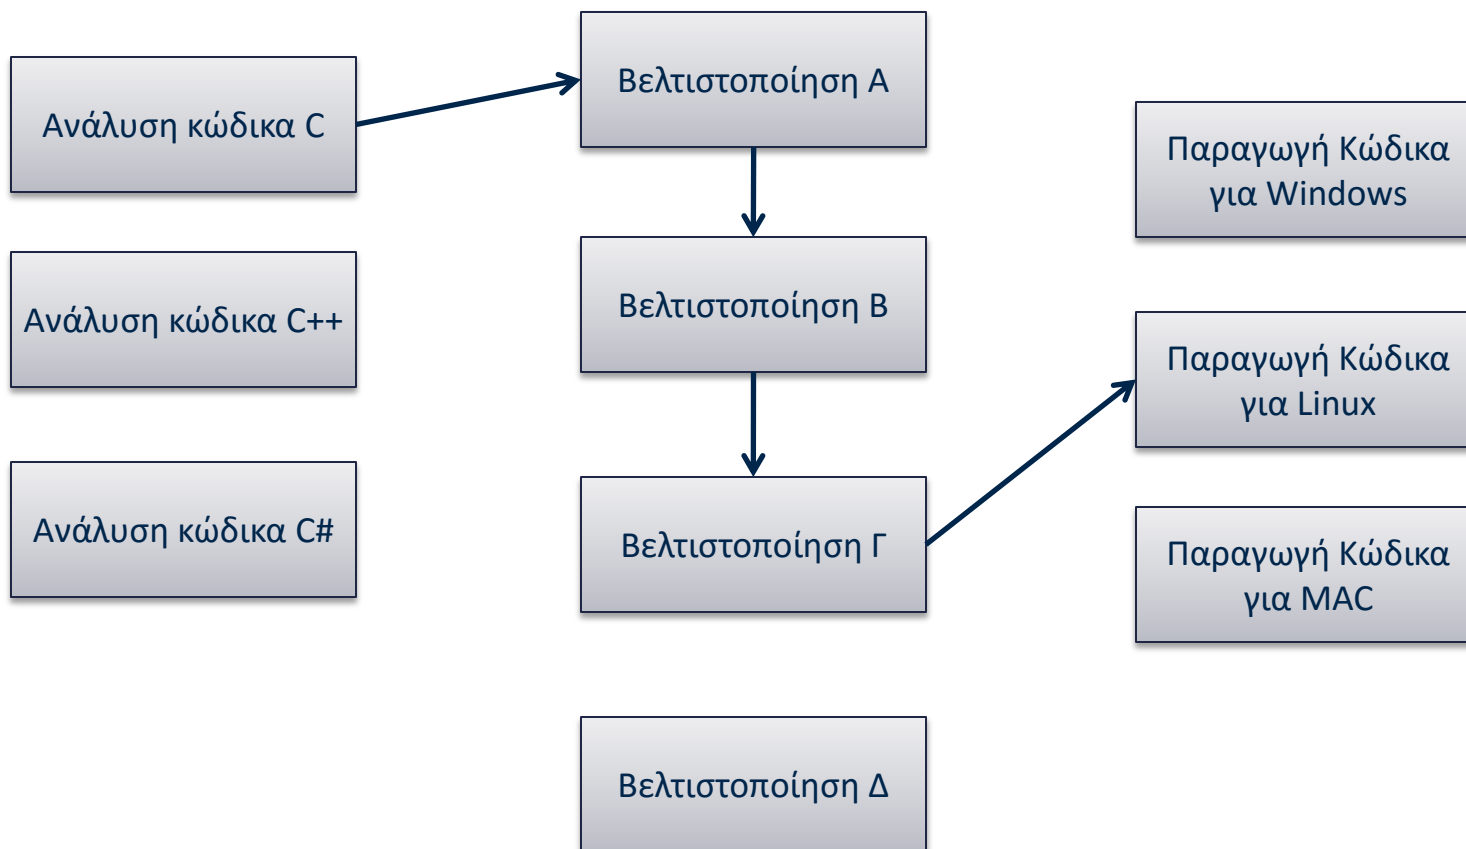 Ανάλυση κώδικα C
Ανάλυση κώδικα C++
Ανάλυση κώδικα C#
Βελτιστοποίηση Α
Βελτιστοποίηση Β
Βελτιστοποίηση Γ
Βελτιστοποίηση Δ
Παραγωγή Κώδικα
για Windows
Παραγωγή Κώδικα
για Linux
Παραγωγή Κώδικα
για MAC